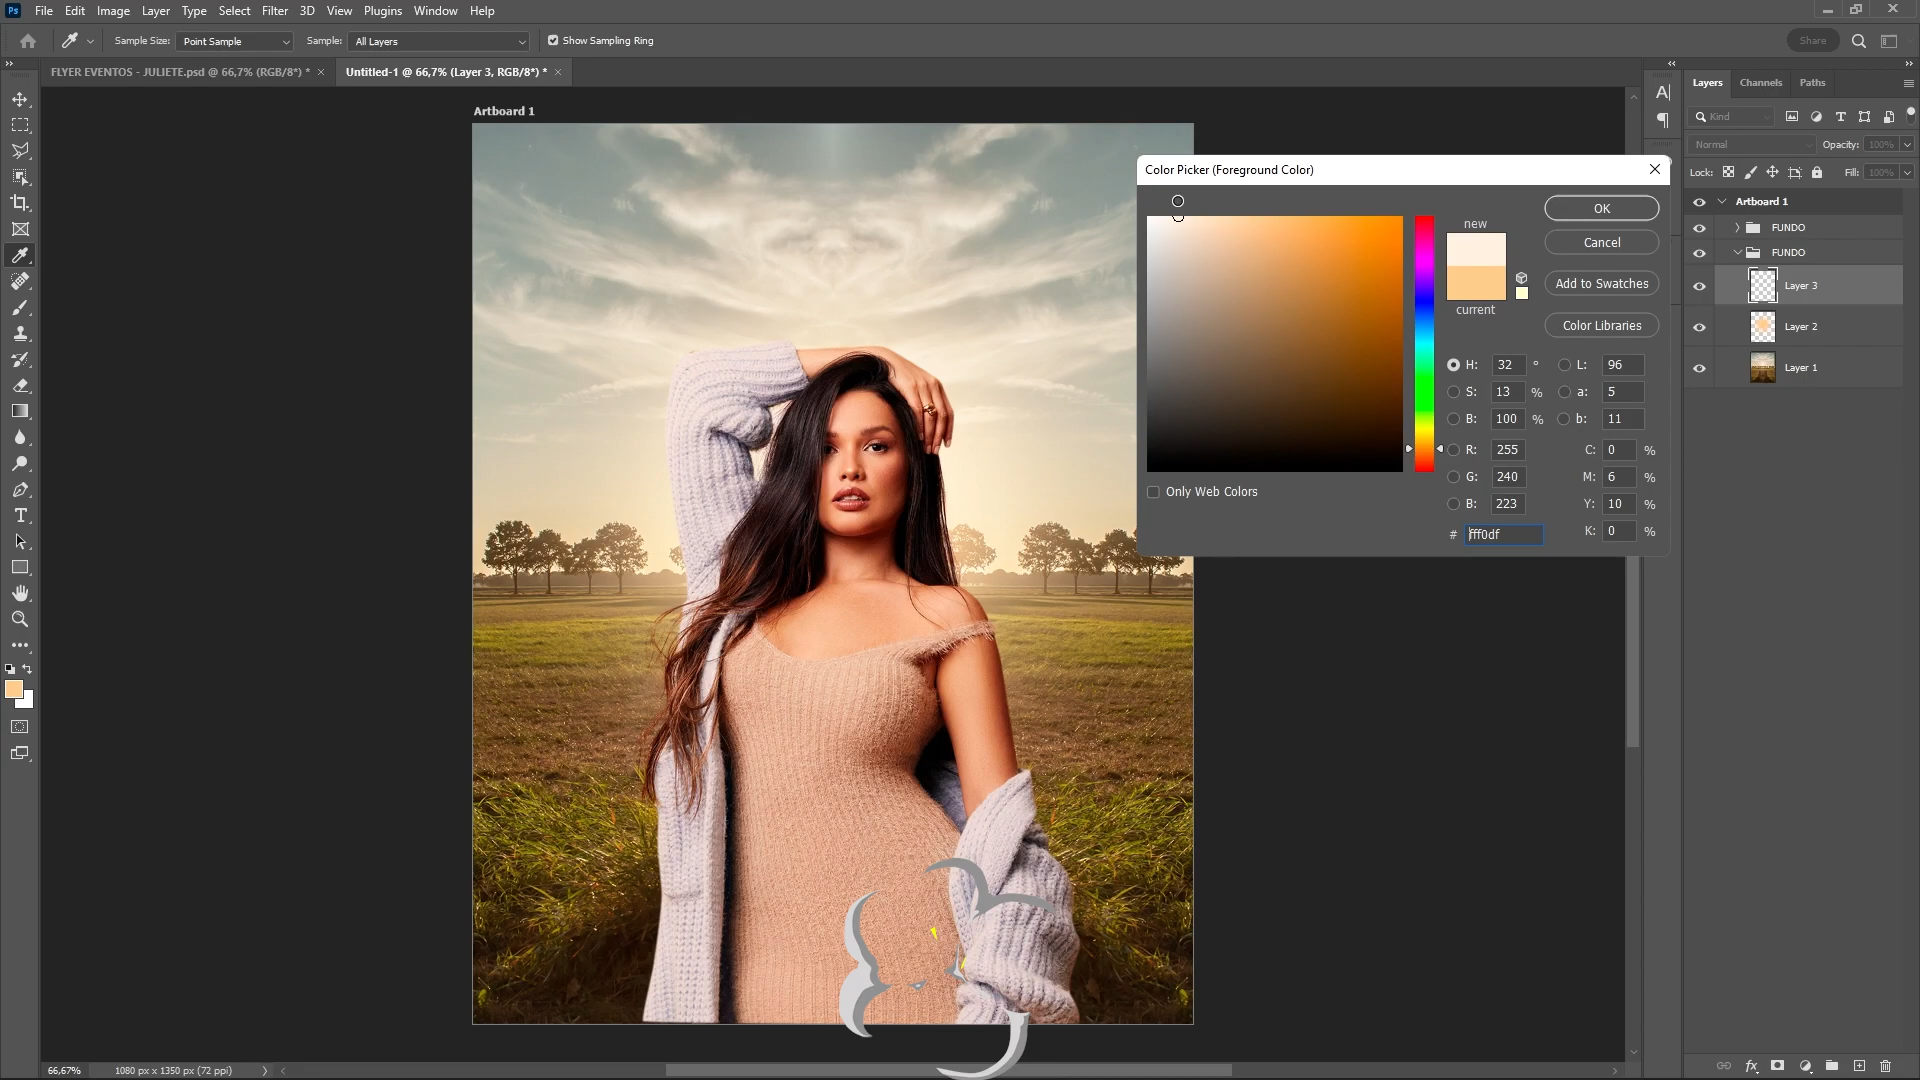 Ps File Edit Image Layer Type Select Filter 3D View Plugins Window Help
Sample Size: Point Sample Sample: All Layers Show Sampling Ring Share
FLYER EVENTOS - JULIETE.psd @ 66,7% (RGB/8*) * × Untitled-1 @ 66,7% (Layer 3, RGB/8*) * ×
Artboard 1
Color Picker (Foreground Color)
new
current
OK
Cancel
Add to Swatches
Color Libraries
H: 32 ° L: 96
S: 13 % a: 5
B: 100 % b: 11
R: 255 C: 0 %
G: 240 M: 6 %
B: 223 Y: 10 %
# fff0df K: 0 %
Only Web Colors
Layers Channels Paths
Kind
Normal Opacity: 100%
Lock: Fill: 100%
Artboard 1
FUNDO
FUNDO
Layer 3
Layer 2
Layer 1
66,67% 1080 px x 1350 px (72 ppi)